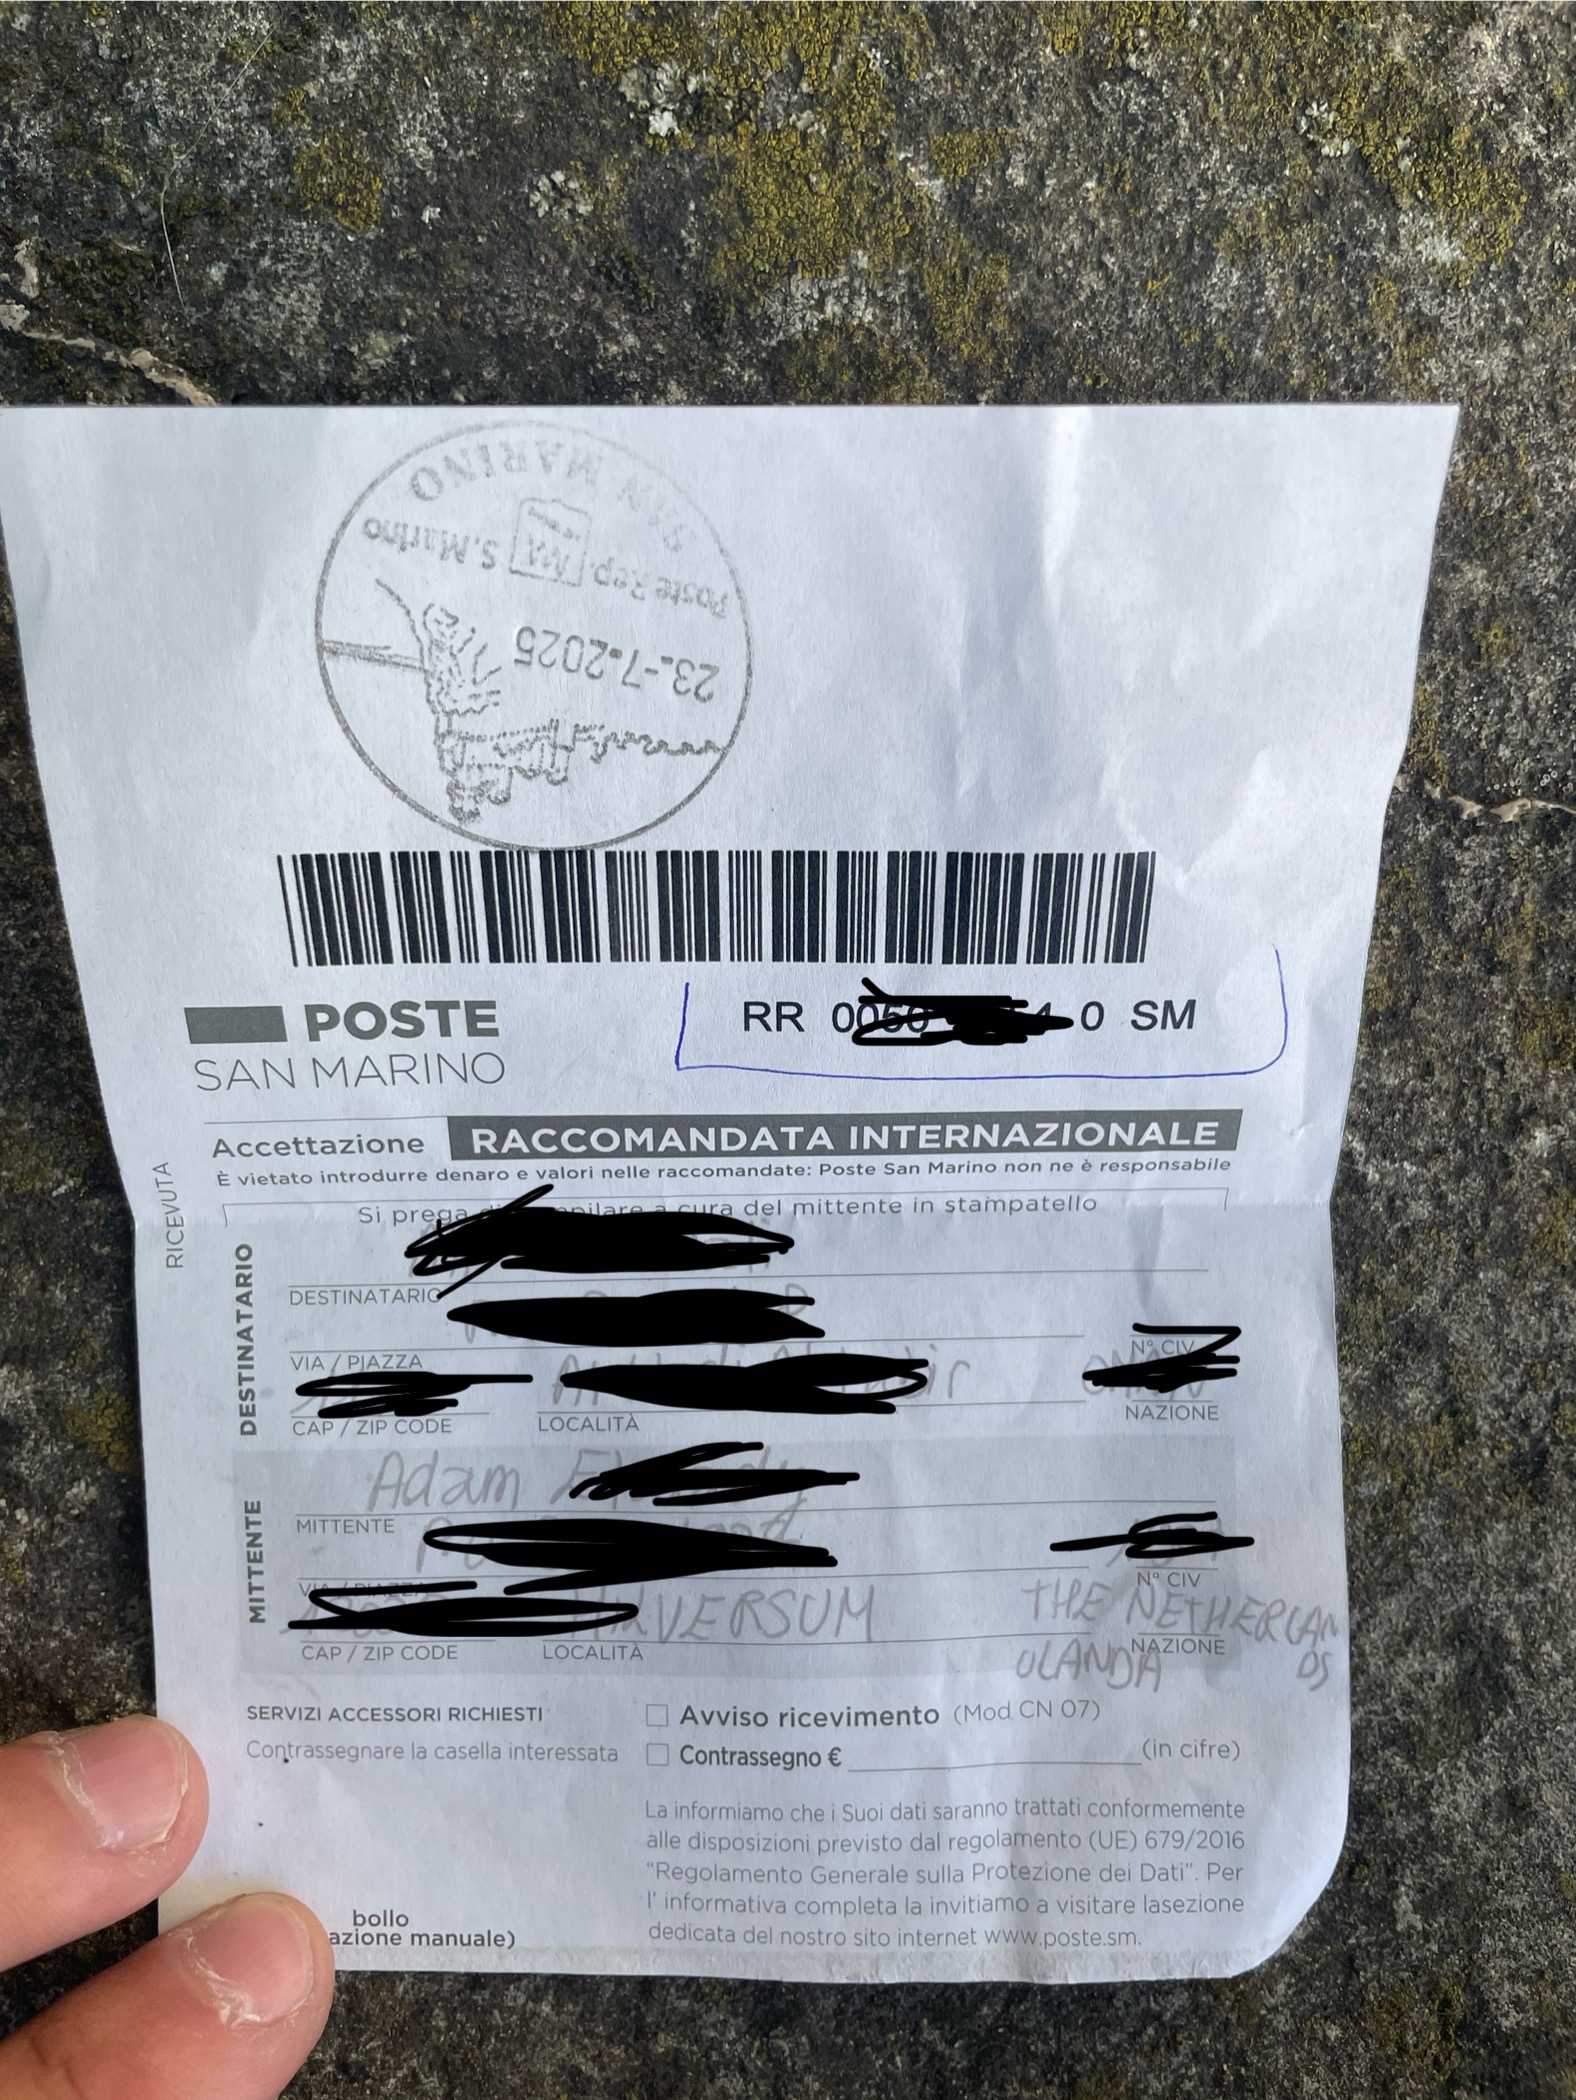 SAN MARINO
Poste Rep. S.Marino
23.-7.2025
POSTE
SAN MARINO
RR 00 0 SM
Accettazione RACCOMANDATA INTERNAZIONALE
È vietato introdurre denaro e valori nelle raccomandate: Poste San Marino non ne è responsabile
RICEVUTA
Si prega cura del mittente in stampatello
DESTINATARIO
DESTINATARIO
VIA / PIAZZA N° CIV
CAP / ZIP CODE LOCALITÀ NAZIONE
MITTENTE
Adam
MITTENTE
N° CIV
THE NETHERLANDS
OLANDA
CAP / ZIP CODE LOCALITÀ NAZIONE
SERVIZI ACCESSORI RICHIESTI
Contrassegnare la casella interessata
Avviso ricevimento (Mod CN 07)
Contrassegno € (in cifre)
La informiamo che i Suoi dati saranno trattati conformemente
alle disposizioni previsto dal regolamento (UE) 679/2016
"Regolamento Generale sulla Protezione dei Dati". Per
l' informativa completa la invitiamo a visitare lasezione
dedicata del nostro sito internet www.poste.sm.
bollo
azione manuale)